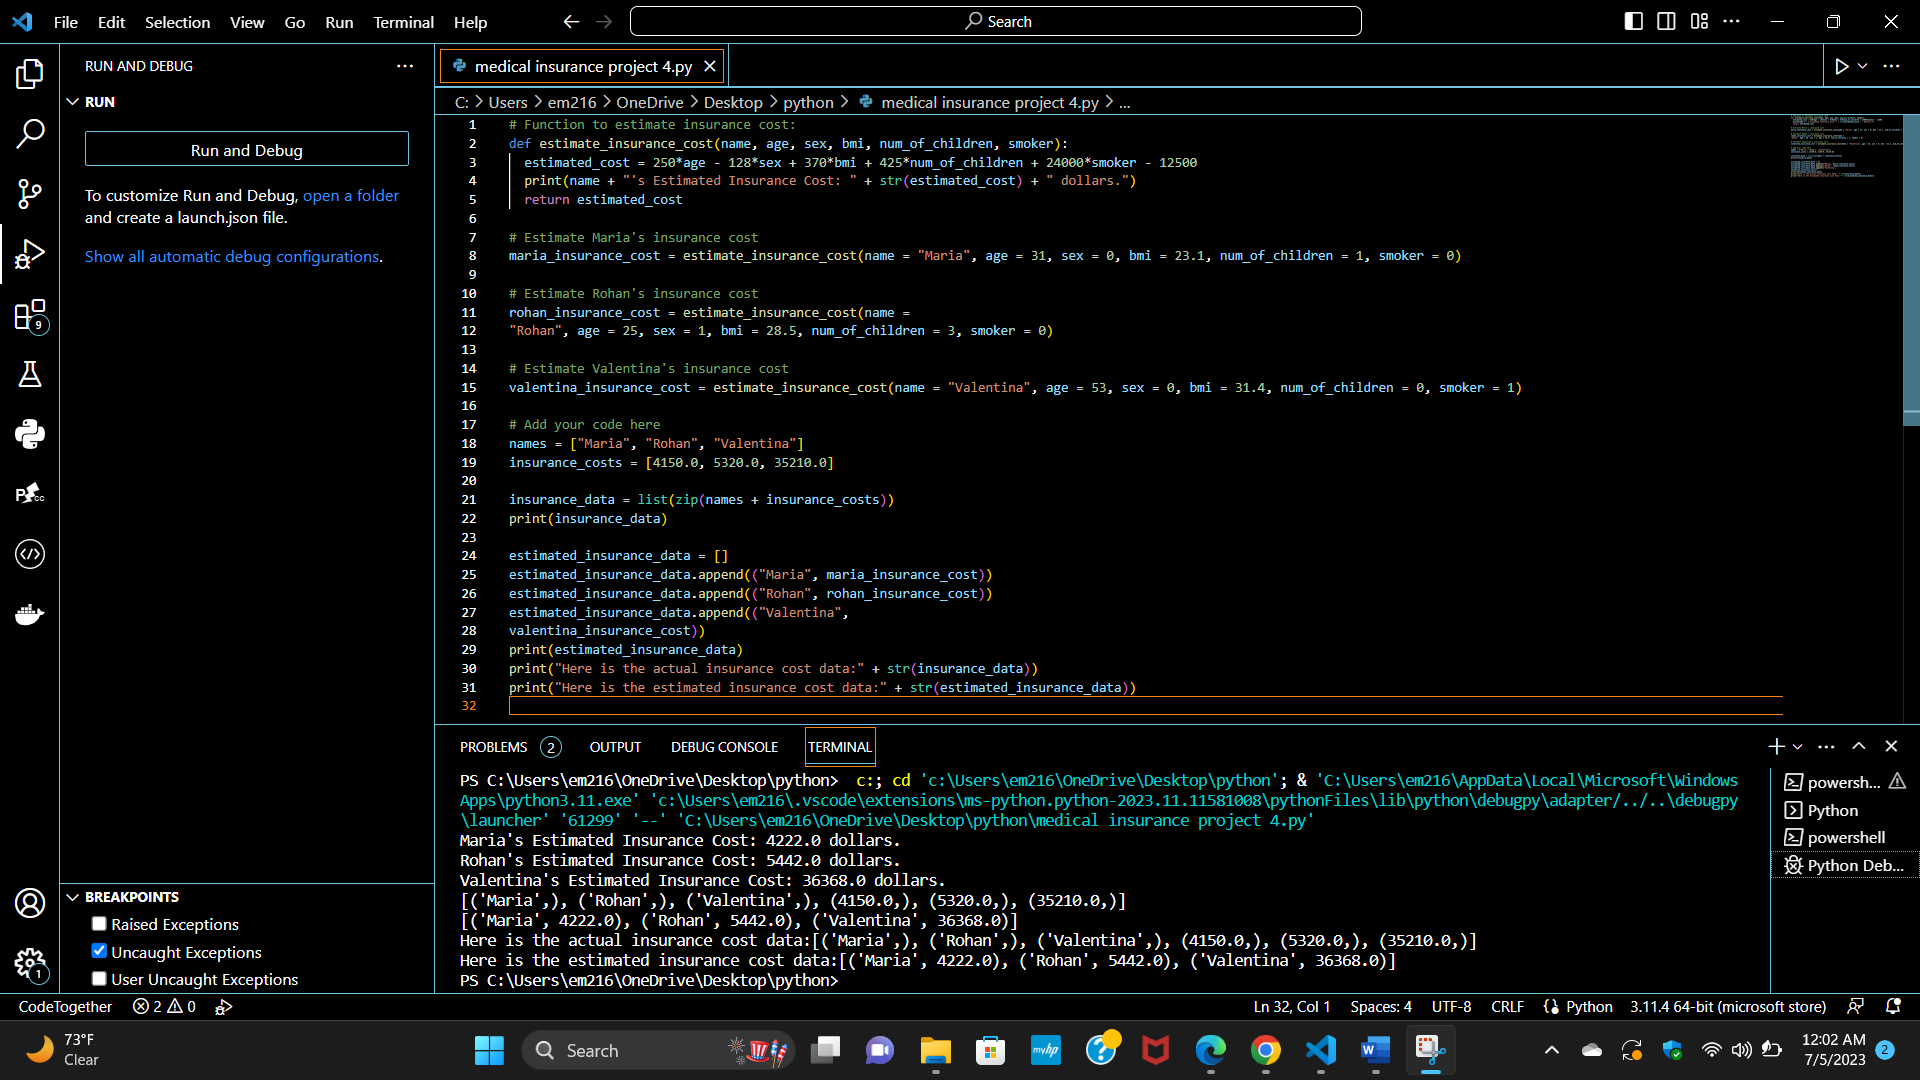 File Edit Selection View Go Run Terminal Help
Search
RUN AND DEBUG
RUN
Run and Debug
To customize Run and Debug, open a folder
and create a launch.json file.
Show all automatic debug configurations.
9
BREAKPOINTS
Raised Exceptions
Uncaught Exceptions
User Uncaught Exceptions
1
medical insurance project 4.py
C: > Users > em216 > OneDrive > Desktop > python > medical insurance project 4.py > ...
1 # Function to estimate insurance cost:
2 def estimate_insurance_cost(name, age, sex, bmi, num_of_children, smoker):
3 estimated_cost = 250*age - 128*sex + 370*bmi + 425*num_of_children + 24000*smoker - 12500
4 print(name + "'s Estimated Insurance Cost: " + str(estimated_cost) + " dollars.")
5 return estimated_cost
6
7 # Estimate Maria's insurance cost
8 maria_insurance_cost = estimate_insurance_cost(name = "Maria", age = 31, sex = 0, bmi = 23.1, num_of_children = 1, smoker = 0)
9
10 # Estimate Rohan's insurance cost
11 rohan_insurance_cost = estimate_insurance_cost(name =
12 "Rohan", age = 25, sex = 1, bmi = 28.5, num_of_children = 3, smoker = 0)
13
14 # Estimate Valentina's insurance cost
15 valentina_insurance_cost = estimate_insurance_cost(name = "Valentina", age = 53, sex = 0, bmi = 31.4, num_of_children = 0, smoker = 1)
16
17 # Add your code here
18 names = ["Maria", "Rohan", "Valentina"]
19 insurance_costs = [4150.0, 5320.0, 35210.0]
20
21 insurance_data = list(zip(names + insurance_costs))
22 print(insurance_data)
23
24 estimated_insurance_data = []
25 estimated_insurance_data.append(("Maria", maria_insurance_cost))
26 estimated_insurance_data.append(("Rohan", rohan_insurance_cost))
27 estimated_insurance_data.append(("Valentina",
28 valentina_insurance_cost))
29 print(estimated_insurance_data)
30 print("Here is the actual insurance cost data:" + str(insurance_data))
31 print("Here is the estimated insurance cost data:" + str(estimated_insurance_data))
32
PROBLEMS 2 OUTPUT DEBUG CONSOLE TERMINAL
PS C:\Users\em216\OneDrive\Desktop\python> c:; cd 'c:\Users\em216\OneDrive\Desktop\python'; & 'C:\Users\em216\AppData\Local\Microsoft\Windows
Apps\python3.11.exe' 'c:\Users\em216\.vscode\extensions\ms-python.python-2023.11.11581008\pythonFiles\lib\python\debugpy\adapter/../..\debugpy
\launcher' '61299' '--' 'C:\Users\em216\OneDrive\Desktop\python\medical insurance project 4.py'
Maria's Estimated Insurance Cost: 4222.0 dollars.
Rohan's Estimated Insurance Cost: 5442.0 dollars.
Valentina's Estimated Insurance Cost: 36368.0 dollars.
[('Maria',), ('Rohan',), ('Valentina',), (4150.0,), (5320.0,), (35210.0,)]
[('Maria', 4222.0), ('Rohan', 5442.0), ('Valentina', 36368.0)]
Here is the actual insurance cost data:[('Maria',), ('Rohan',), ('Valentina',), (4150.0,), (5320.0,), (35210.0,)]
Here is the estimated insurance cost data:[('Maria', 4222.0), ('Rohan', 5442.0), ('Valentina', 36368.0)]
PS C:\Users\em216\OneDrive\Desktop\python>
powersh...
Python
powershell
Python Deb...
CodeTogether 2 0 Ln 32, Col 1 Spaces: 4 UTF-8 CRLF Python 3.11.4 64-bit (microsoft store)
73°F
Clear
Search
myhp
12:02 AM
7/5/2023
2